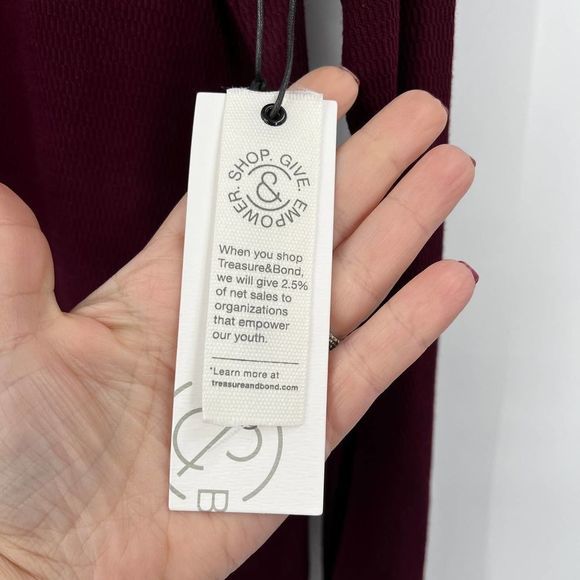 SHOP. GIVE. EMPOWER.
&
When you shop
Treasure&Bond,
we will give 2.5%
of net sales to
organizations
that empower
our youth.
*Learn more at
treasureandbond.com
&
B